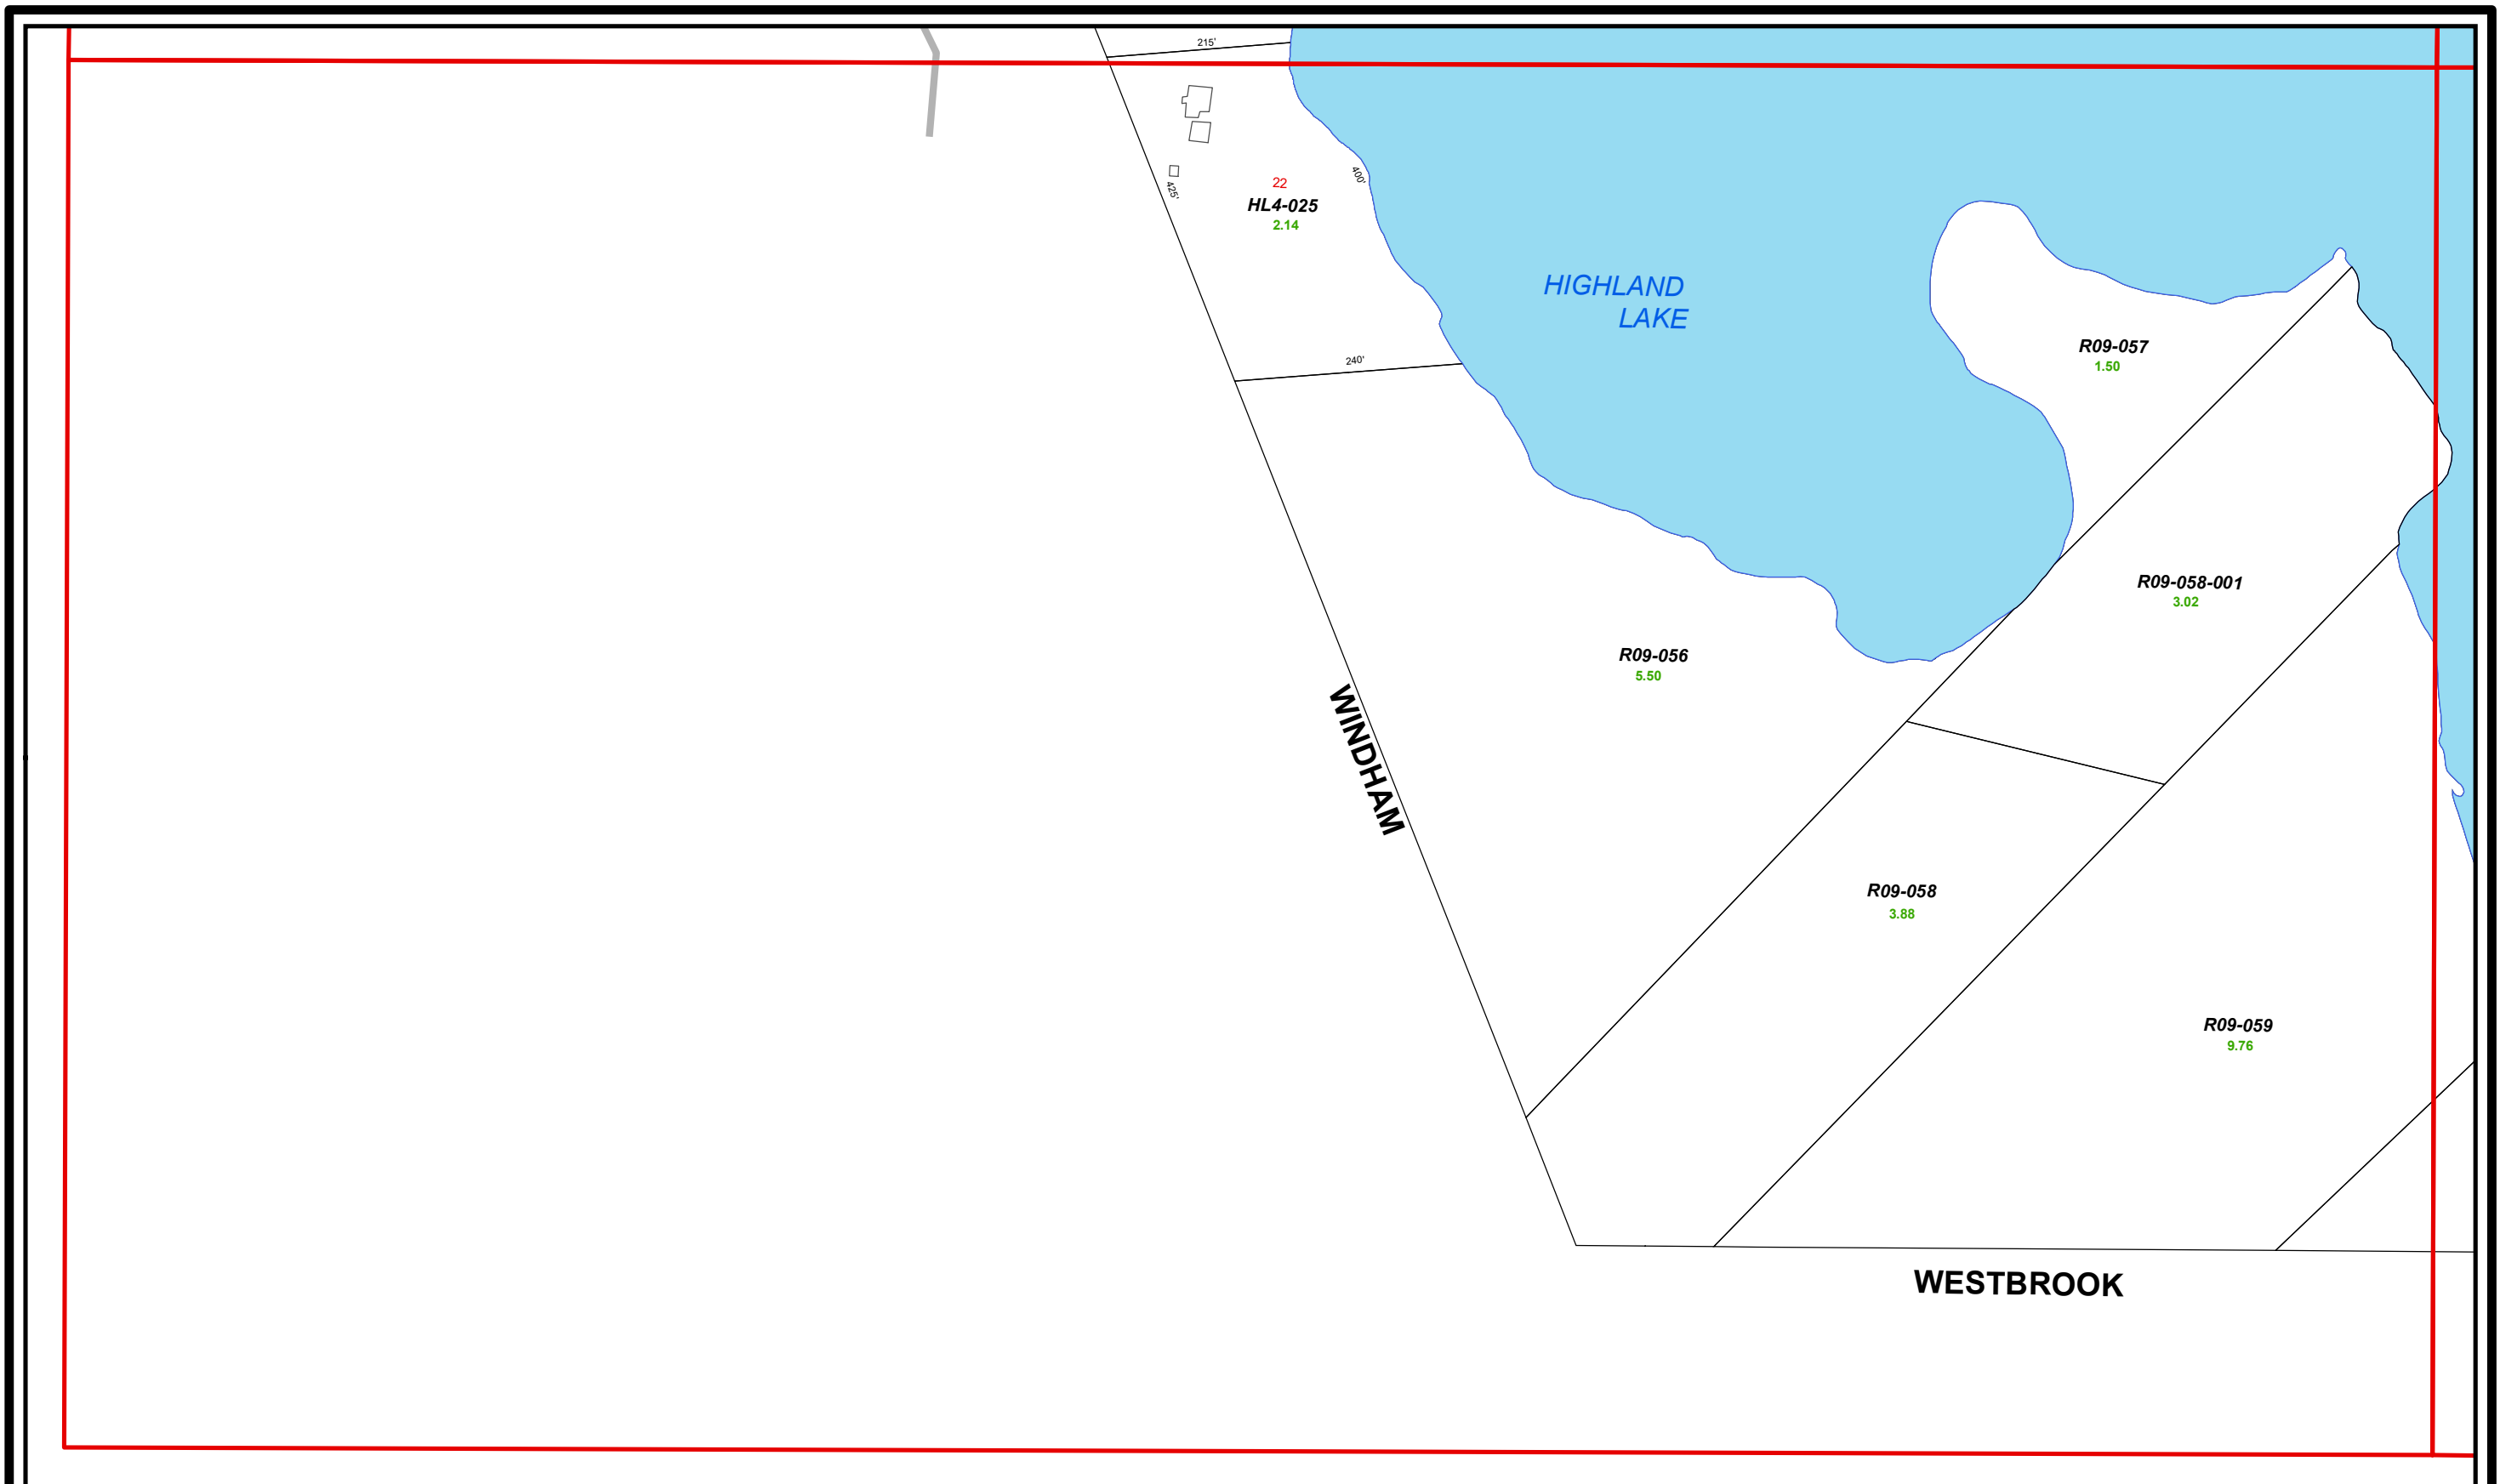 215'
425'
22
HL4-025
2.14
400'
HIGHLAND
LAKE
240'
R09-057
1.50
R09-058-001
3.02
R09-056
5.50
WINDHAM
R09-058
3.88
R09-059
9.76
WESTBROOK